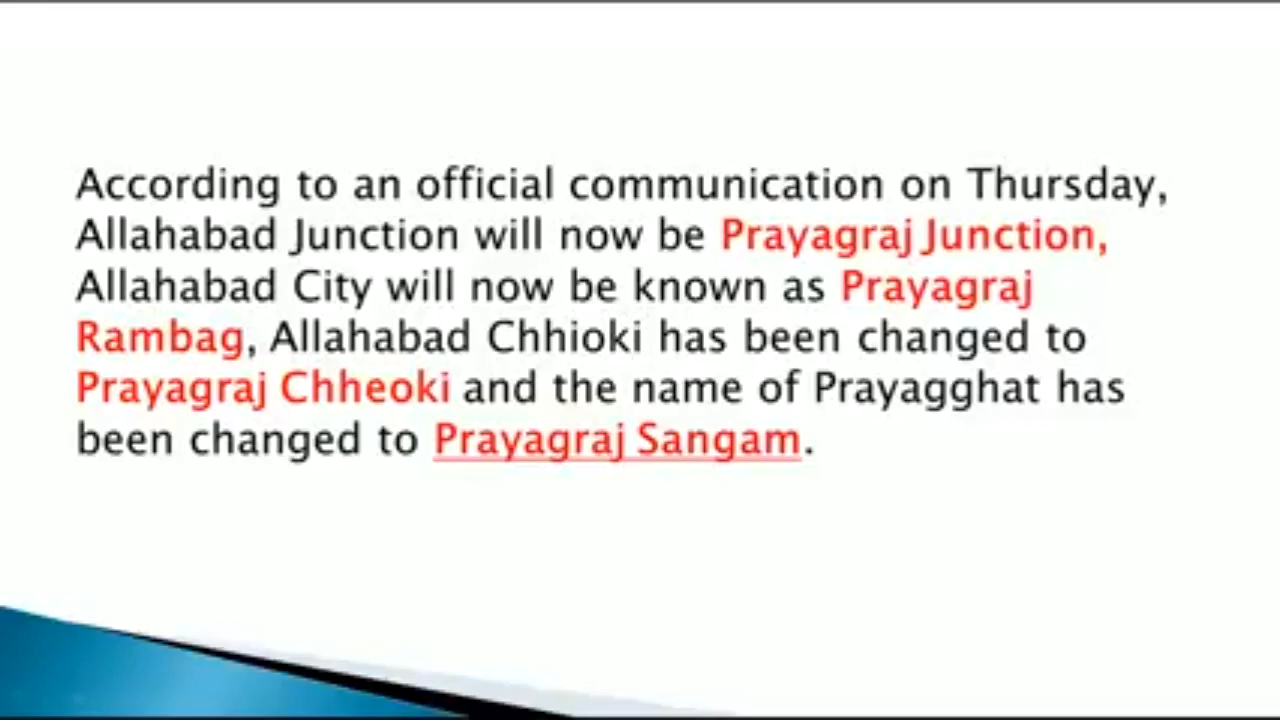 According to an official communication on Thursday,
Allahabad Junction will now be Prayagraj Junction,
Allahabad City will now be known as Prayagraj
Rambag, Allahabad Chhioki has been changed to
Prayagraj Chheoki and the name of Prayagghat has
been changed to Prayagraj Sangam.